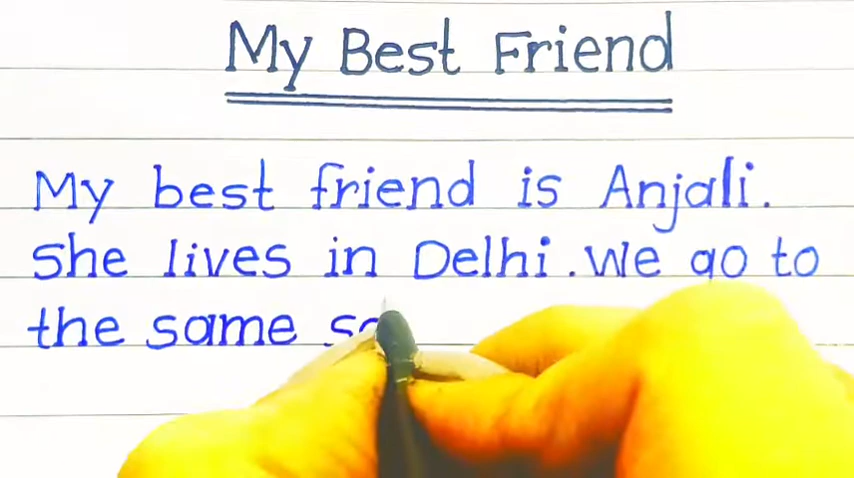 My Best Friend
My best friend is Anjali.
She lives in Delhi. We go to
the same